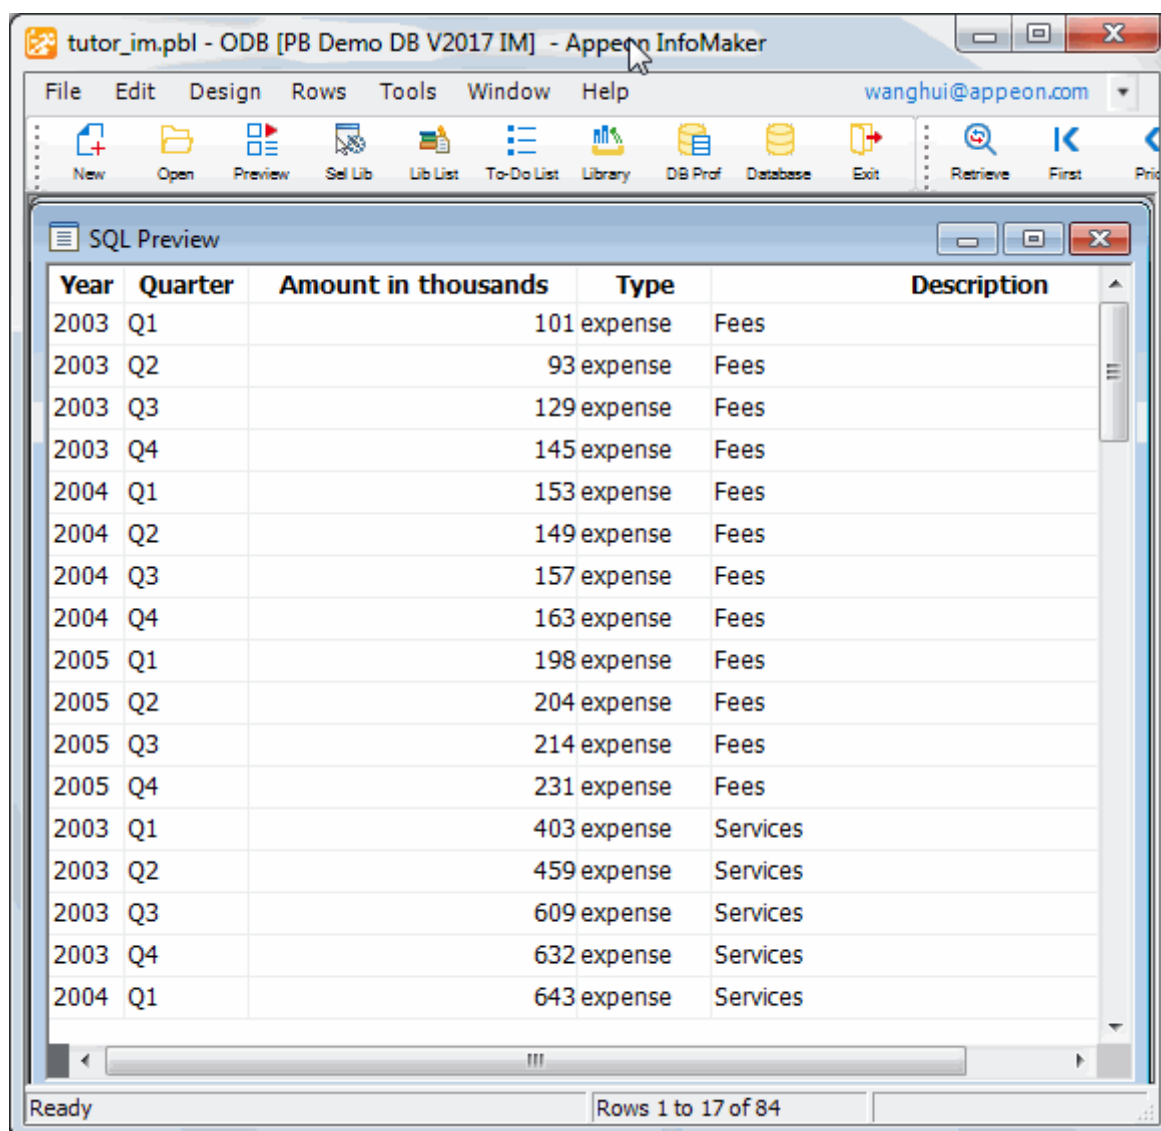 tutor_im.pbl - ODB [PB Demo DB V2017 IM] - Appeon InfoMaker
File Edit Design Rows Tools Window Help wanghui@appeon.com
New Open Preview Sel Lib Lib List To-Do List Library DB Prof Database Exit Retrieve First
SQL Preview
Year Quarter Amount in thousands Type Description
2003 Q1 101 expense Fees
2003 Q2 93 expense Fees
2003 Q3 129 expense Fees
2003 Q4 145 expense Fees
2004 Q1 153 expense Fees
2004 Q2 149 expense Fees
2004 Q3 157 expense Fees
2004 Q4 163 expense Fees
2005 Q1 198 expense Fees
2005 Q2 204 expense Fees
2005 Q3 214 expense Fees
2005 Q4 231 expense Fees
2003 Q1 403 expense Services
2003 Q2 459 expense Services
2003 Q3 609 expense Services
2003 Q4 632 expense Services
2004 Q1 643 expense Services
Ready Rows 1 to 17 of 84